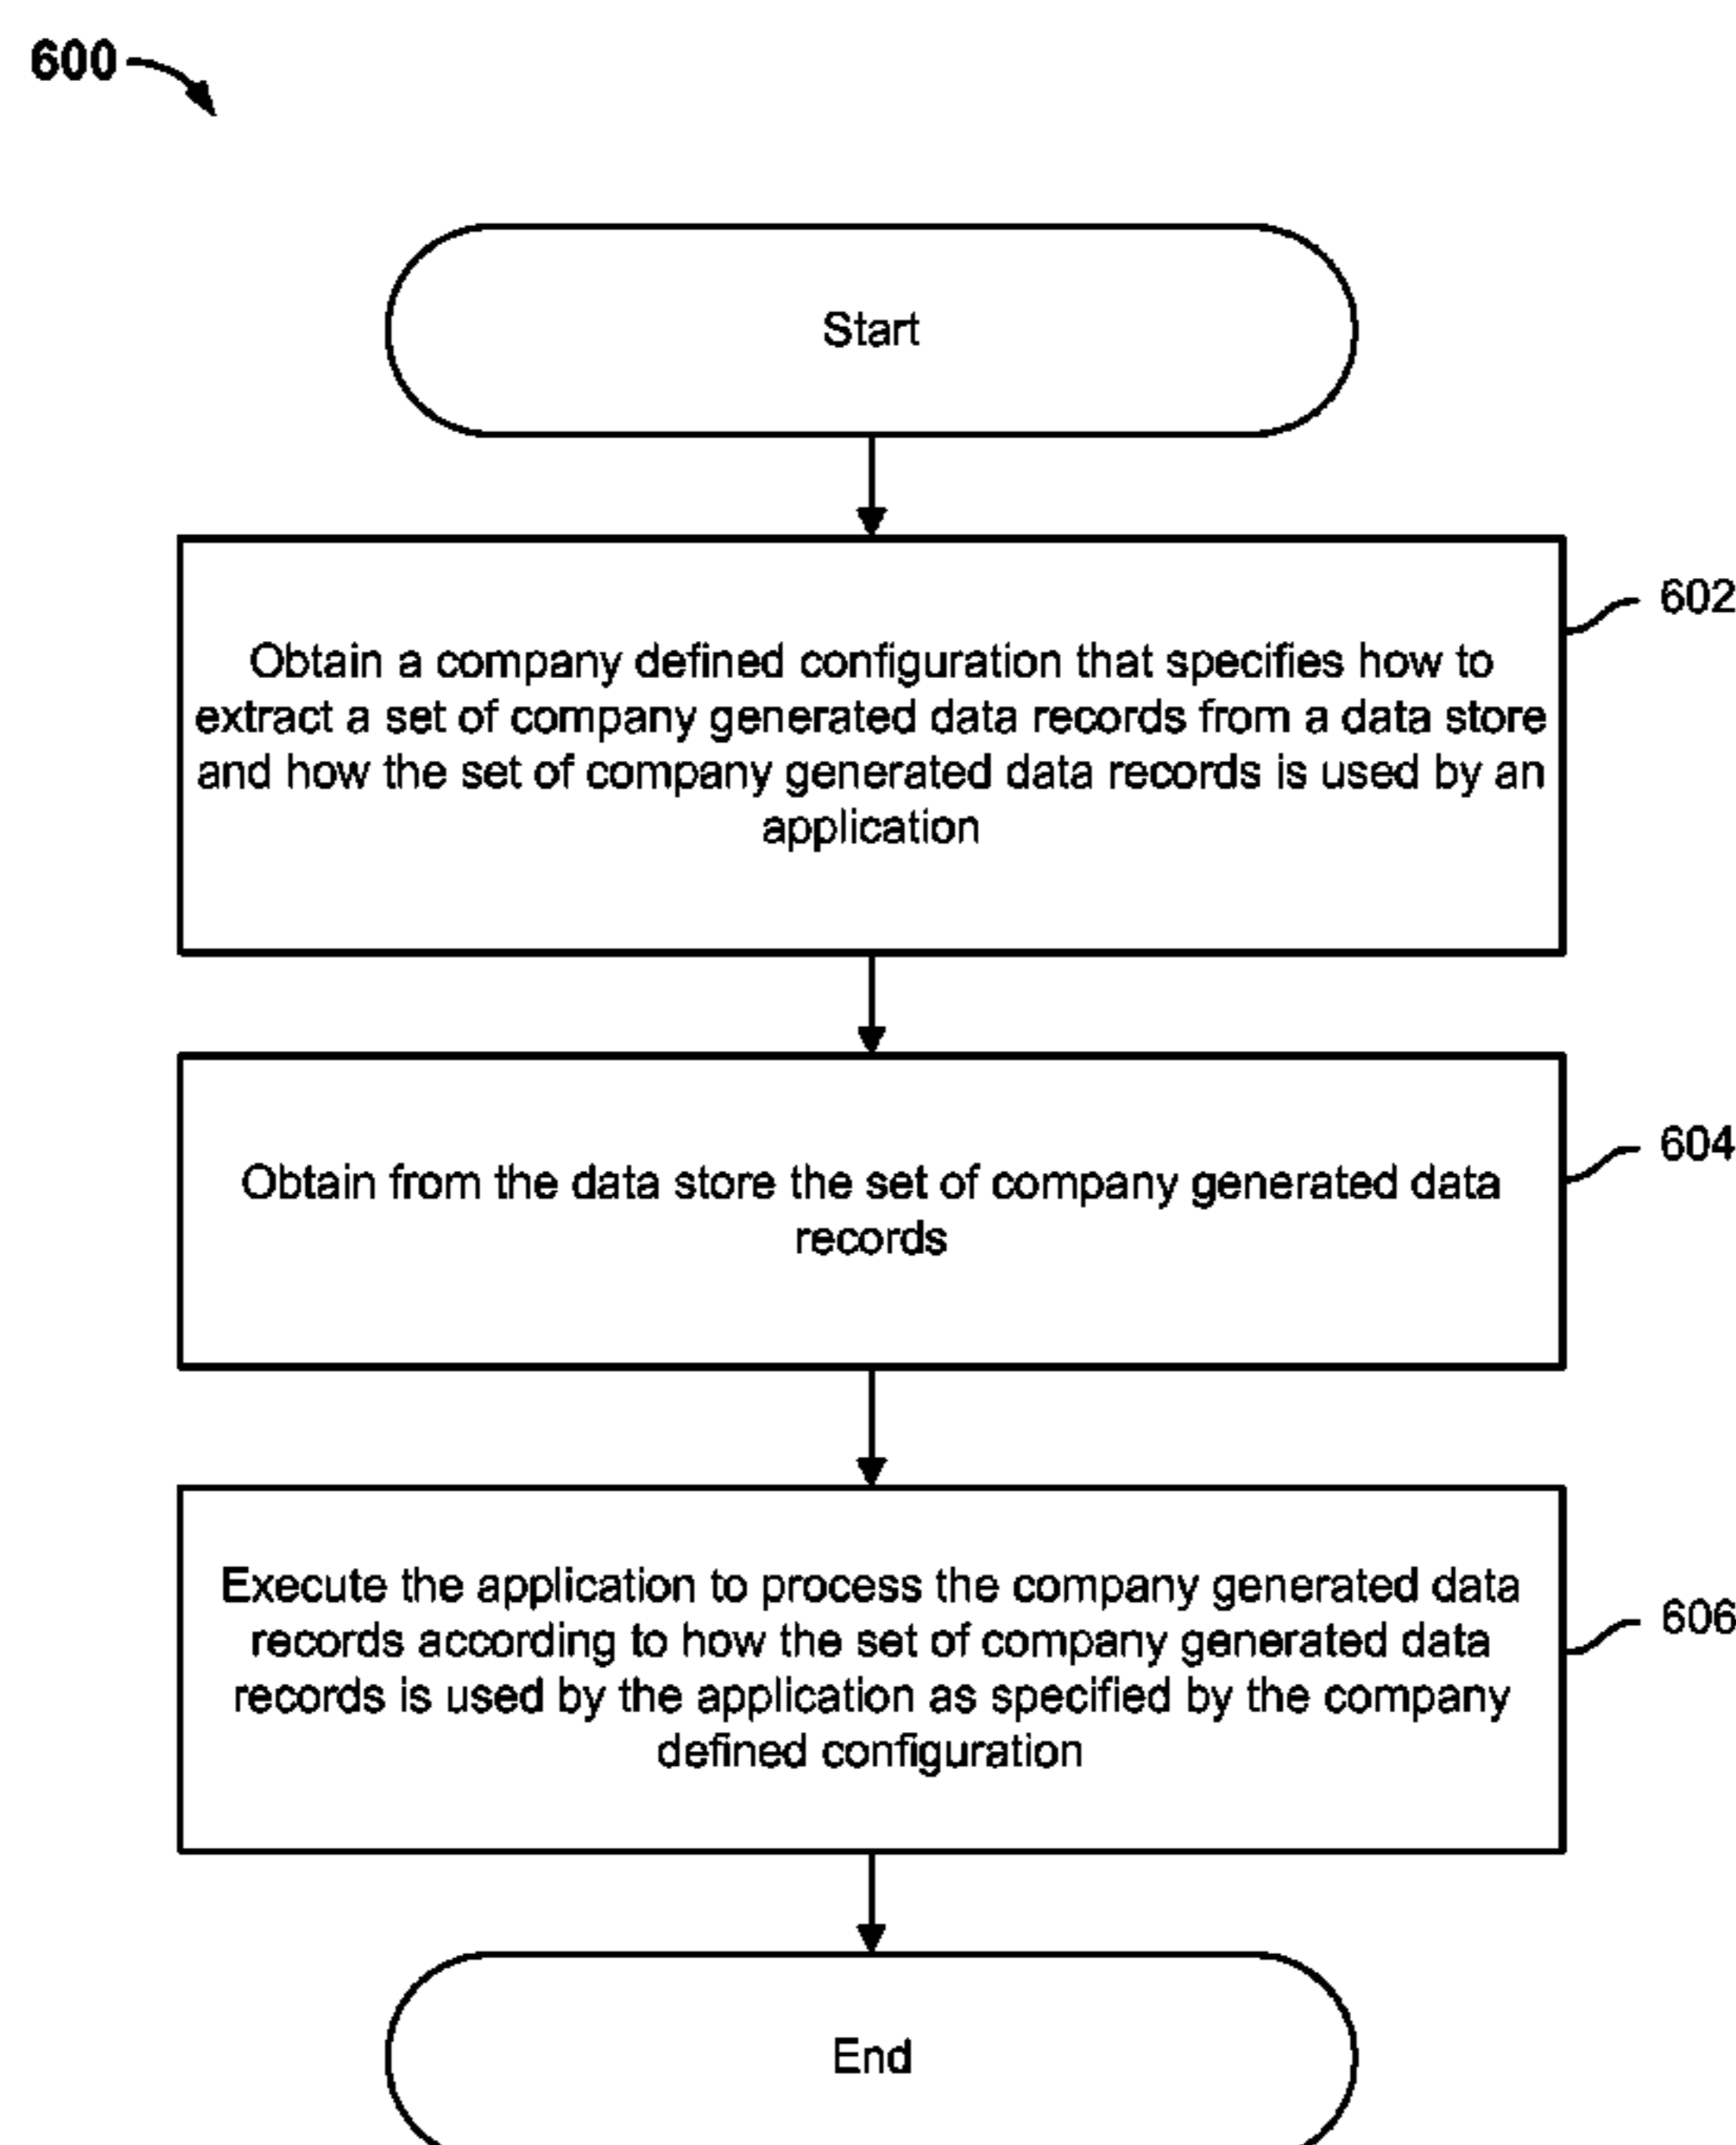 600
Start
602
Obtain a company defined configuration that specifies how to
extract a set of company generated data records from a data store
and how the set of company generated data records is used by an
application
604
Obtain from the data store the set of company generated data
records
606
Execute the application to process the company generated data
records according to how the set of company generated data
records is used by the application as specified by the company
defined configuration
End